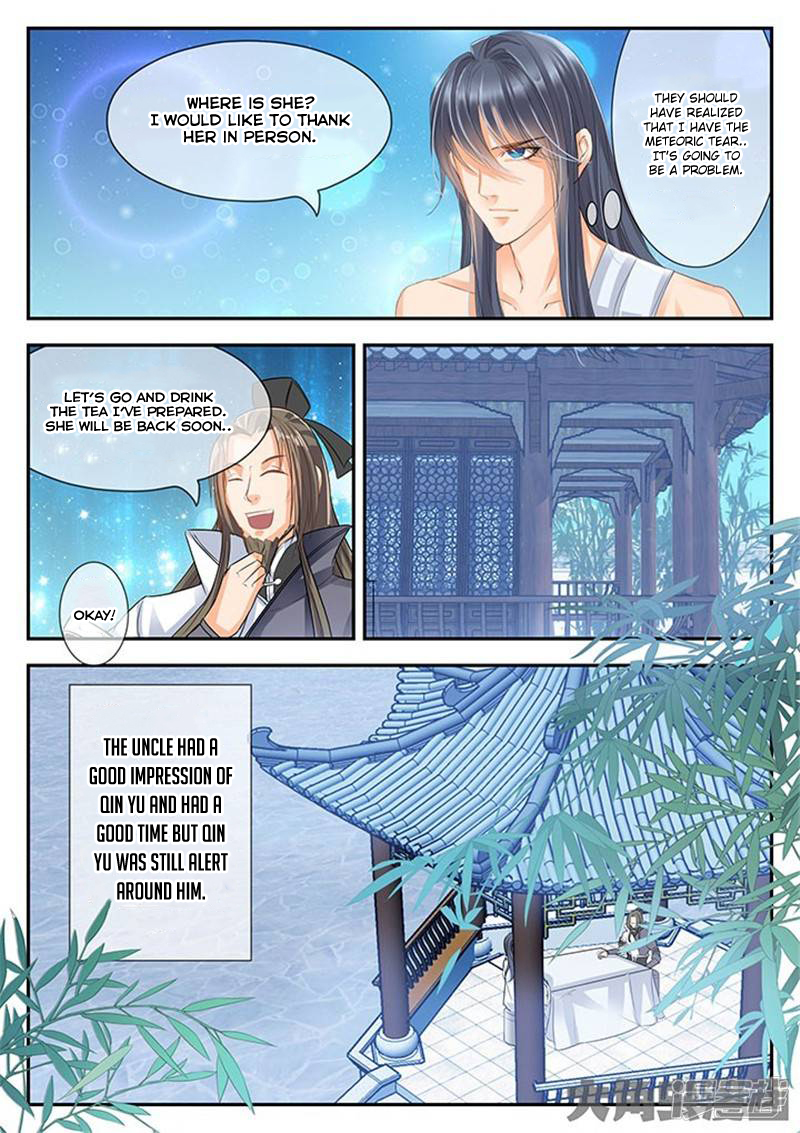 WHERE IS SHE?
I WOULD LIKE TO THANK
HER IN PERSON.
THEY SHOULD
HAVE REALIZED
THAT I HAVE THE
METEORIC TEAR..
IT'S GOING TO
BE A PROBLEM.
LET'S GO AND DRINK
THE TEA I'VE PREPARED.
SHE WILL BE BACK SOON..
OKAY!
THE UNCLE HAD A
GOOD IMPRESSION OF
QIN YU AND HAD A
GOOD TIME BUT QIN
YU WAS STILL ALERT
AROUND HIM.